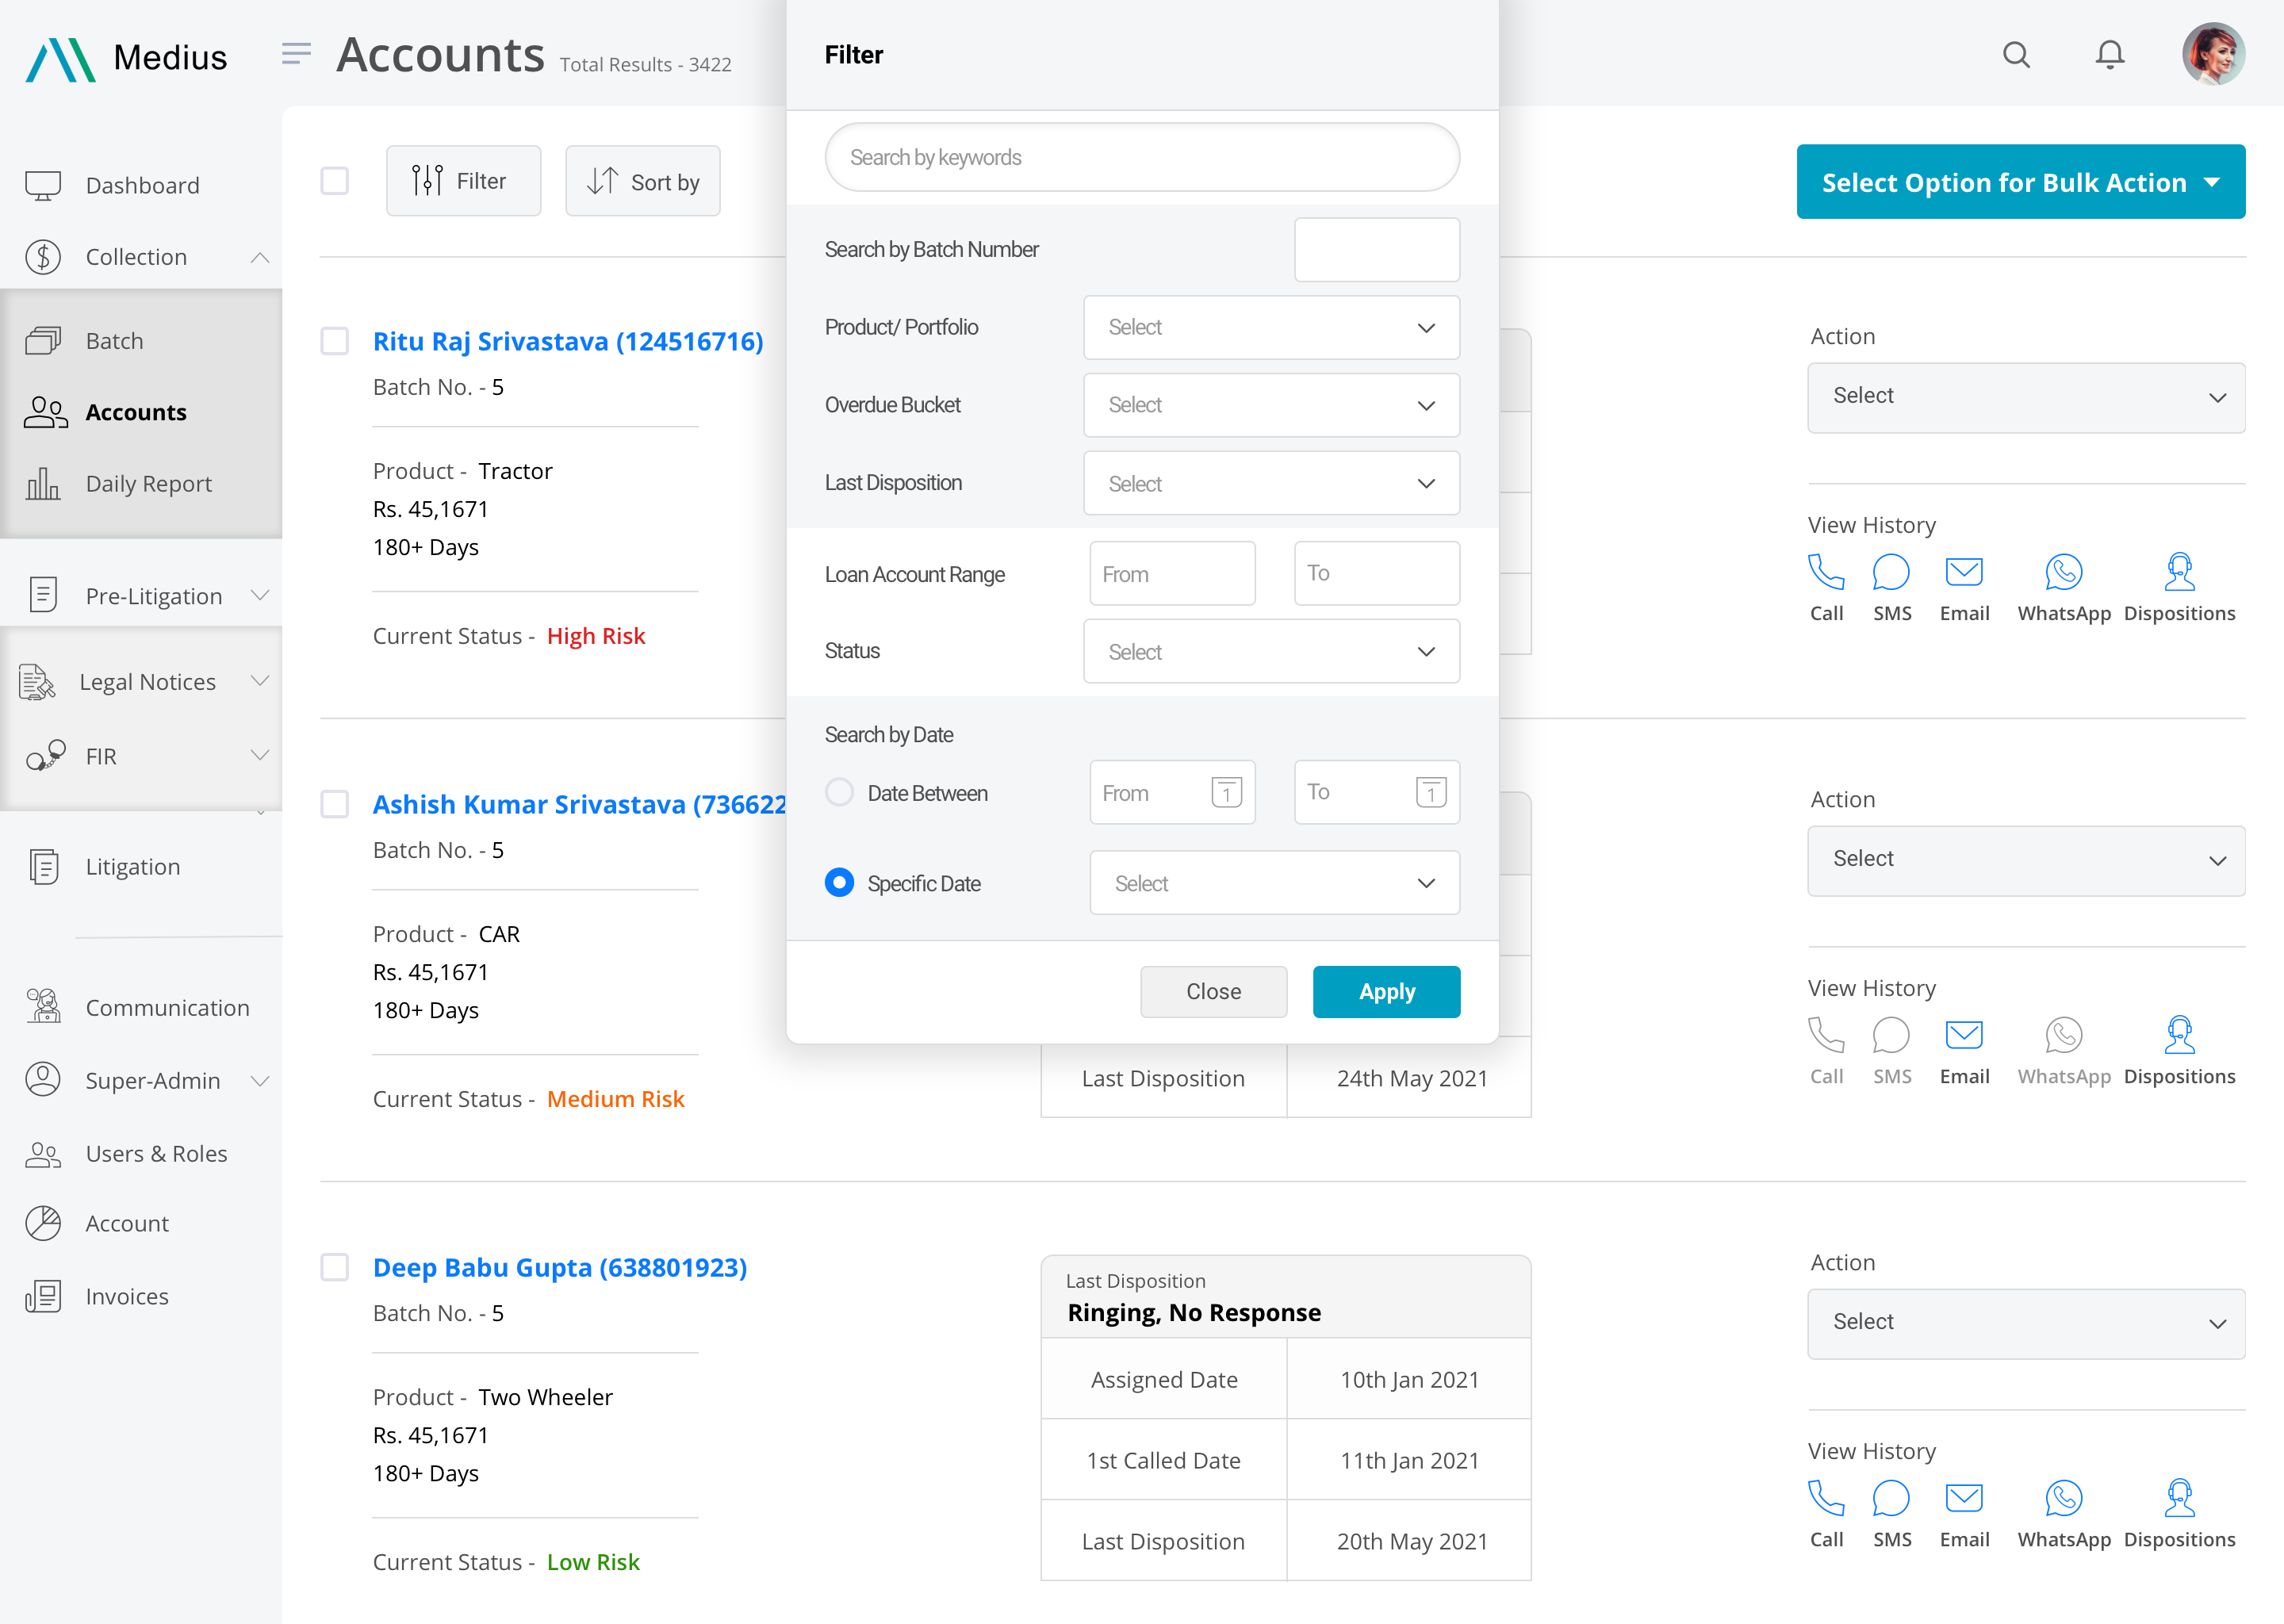 Medius
Accounts Total Results - 3422
Dashboard
Collection
Batch
Accounts
Daily Report
Pre-Litigation
Legal Notices
FIR
Litigation
Communication
Super-Admin
Users & Roles
Account
Invoices
Filter
Sort by
Select Option for Bulk Action
Ritu Raj Srivastava (124516716)
Batch No. - 5
Product - Tractor
Rs. 45,1671
180+ Days
Current Status - High Risk
Action
Select
View History
Call SMS Email WhatsApp Dispositions
Ashish Kumar Srivastava (736622
Batch No. - 5
Product - CAR
Rs. 45,1671
180+ Days
Current Status - Medium Risk
Last Disposition 24th May 2021
Action
Select
View History
Call SMS Email WhatsApp Dispositions
Deep Babu Gupta (638801923)
Batch No. - 5
Product - Two Wheeler
Rs. 45,1671
180+ Days
Current Status - Low Risk
Last Disposition
Ringing, No Response
Assigned Date 10th Jan 2021
1st Called Date 11th Jan 2021
Last Disposition 20th May 2021
Action
Select
View History
Call SMS Email WhatsApp Dispositions
Filter
Search by keywords
Search by Batch Number
Product/ Portfolio Select
Overdue Bucket Select
Last Disposition Select
Loan Account Range From To
Status Select
Search by Date
Date Between From 1 To 1
Specific Date Select
Close Apply